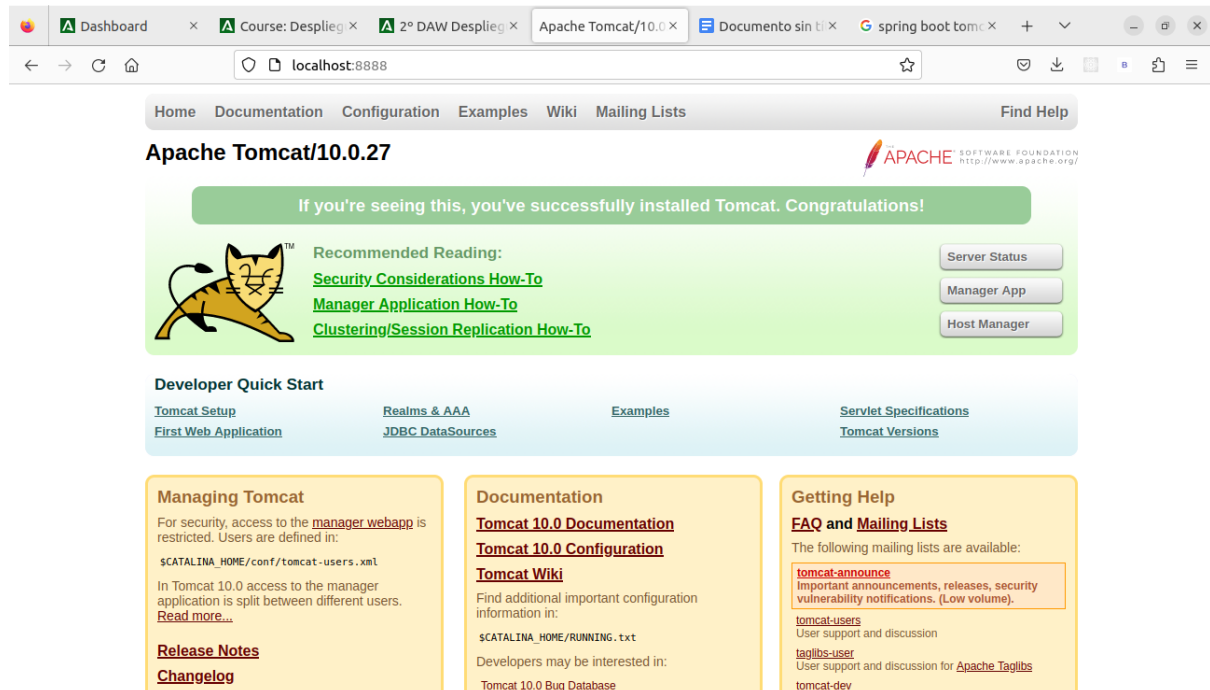 Dashboard
Course: Desplieg
2º DAW Desplieg
Apache Tomcat/10.0
Documento sin ti
spring boot tomc
localhost:8888
Home Documentation Configuration Examples Wiki Mailing Lists Find Help
Apache Tomcat/10.0.27
THE
APACHE SOFTWARE FOUNDATION
http://www.apache.org/
If you're seeing this, you've successfully installed Tomcat. Congratulations!
TM
Recommended Reading:
Security Considerations How-To
Manager Application How-To
Clustering/Session Replication How-To
Server Status
Manager App
Host Manager
Developer Quick Start
Tomcat Setup
First Web Application
Realms & AAA
JDBC DataSources
Examples
Servlet Specifications
Tomcat Versions
Managing Tomcat
For security, access to the manager webapp is
restricted. Users are defined in:
$CATALINA_HOME/conf/tomcat-users.xml
In Tomcat 10.0 access to the manager
application is split between different users.
Read more...
Release Notes
Changelog
Documentation
Tomcat 10.0 Documentation
Tomcat 10.0 Configuration
Tomcat Wiki
Find additional important configuration
information in:
$CATALINA_HOME/RUNNING.txt
Developers may be interested in:
Tomcat 10.0 Bug Database
Getting Help
FAQ and Mailing Lists
The following mailing lists are available:
tomcat-announce
Important announcements, releases, security
vulnerability notifications. (Low volume).
tomcat-users
User support and discussion
taglibs-user
User support and discussion for Apache Taglibs
tomcat-dev